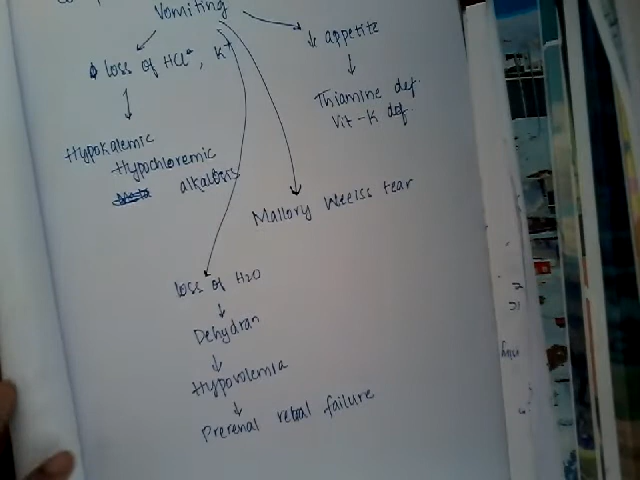 Vomiting
↓ appetite
loss of HCl, K+
Thiamine def.
Vit-K def.
Hypokalemic
Hypochloremic
alkalosis
Mallory Weeiss tear
loss of H2O
Dehydran
Hypovolemia
Prerenal renal failure